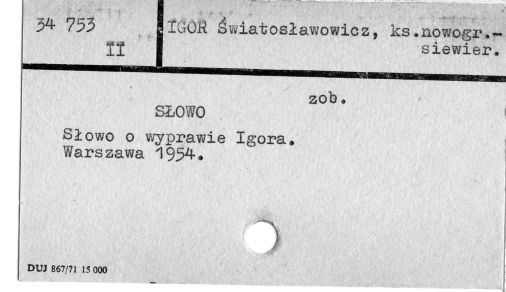 34 753
II
IGOR Światosławowicz, ks.nowogr.-
siewier.
zob.
SŁOWO
Słowo o wyprawie Igora.
Warszawa 1954.
DUJ 867/71 15 000